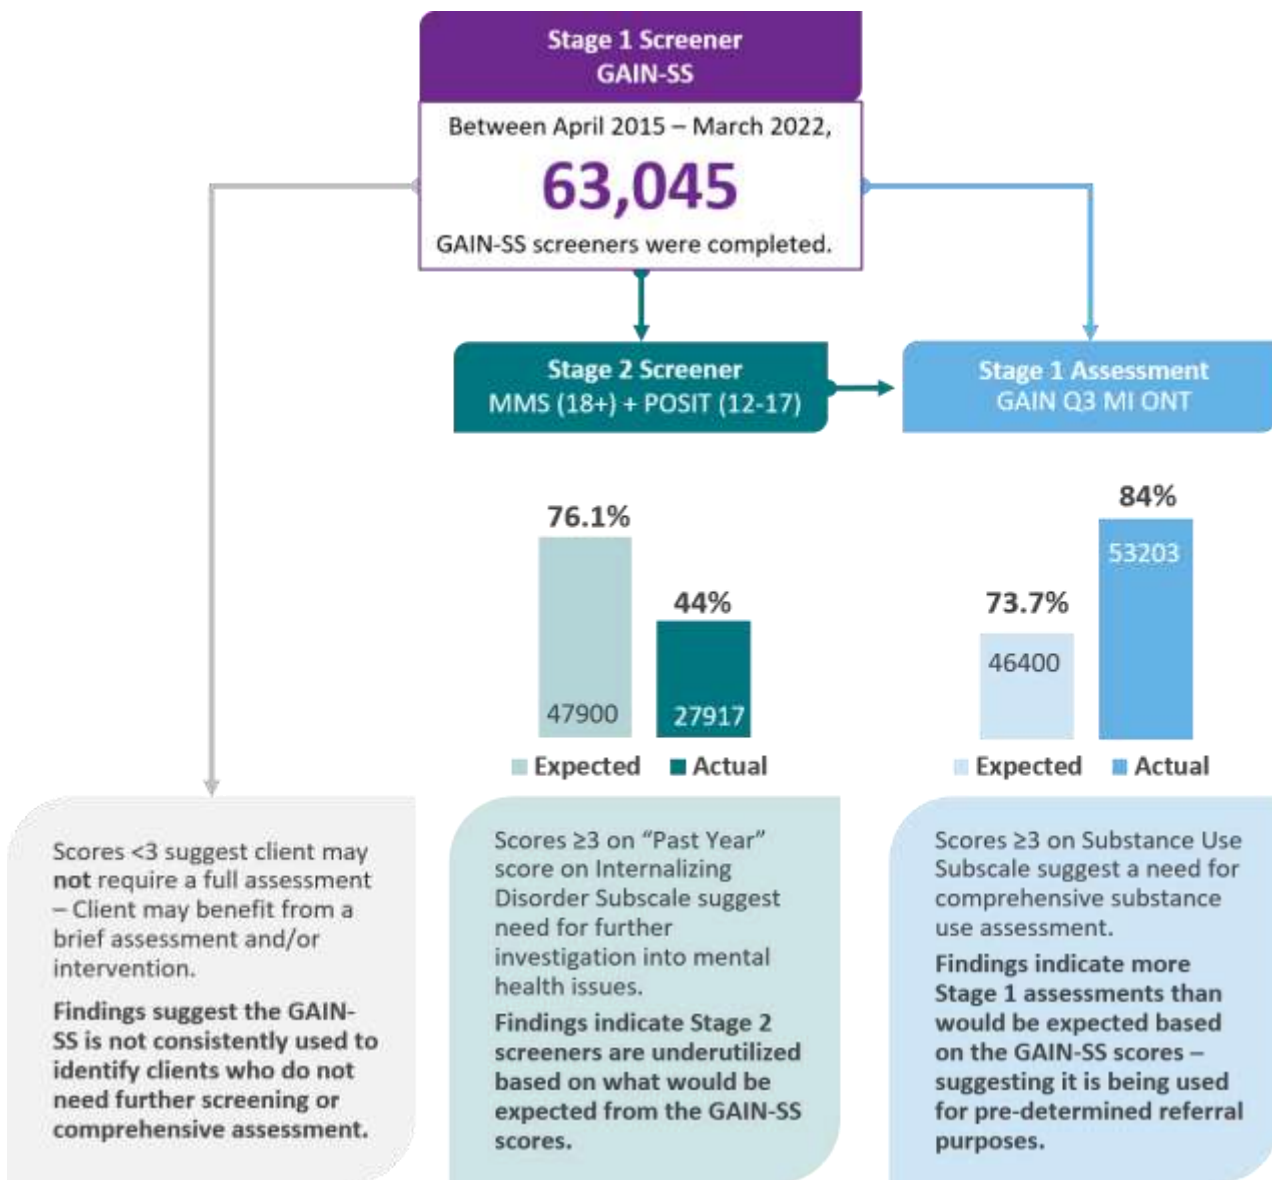 Stage 1 Screener
GAIN-SS
Between April 2015 – March 2022,
63,045
GAIN-SS screeners were completed.
Stage 2 Screener
MMS (18+) + POSIT (12-17)
Stage 1 Assessment
GAIN Q3 MI ONT
76.1%
47900
44%
27917
Expected
Actual
73.7%
46400
84%
53203
Expected
Actual
Scores <3 suggest client may
not require a full assessment
– Client may benefit from a
brief assessment and/or
intervention.
Findings suggest the GAIN-
SS is not consistently used to
identify clients who do not
need further screening or
comprehensive assessment.
Scores ≥3 on “Past Year”
score on Internalizing
Disorder Subscale suggest
need for further
investigation into mental
health issues.
Findings indicate Stage 2
screeners are underutilized
based on what would be
expected from the GAIN-SS
scores.
Scores ≥3 on Substance Use
Subscale suggest a need for
comprehensive substance
use assessment.
Findings indicate more
Stage 1 assessments than
would be expected based
on the GAIN-SS scores –
suggesting it is being used
for pre-determined referral
purposes.